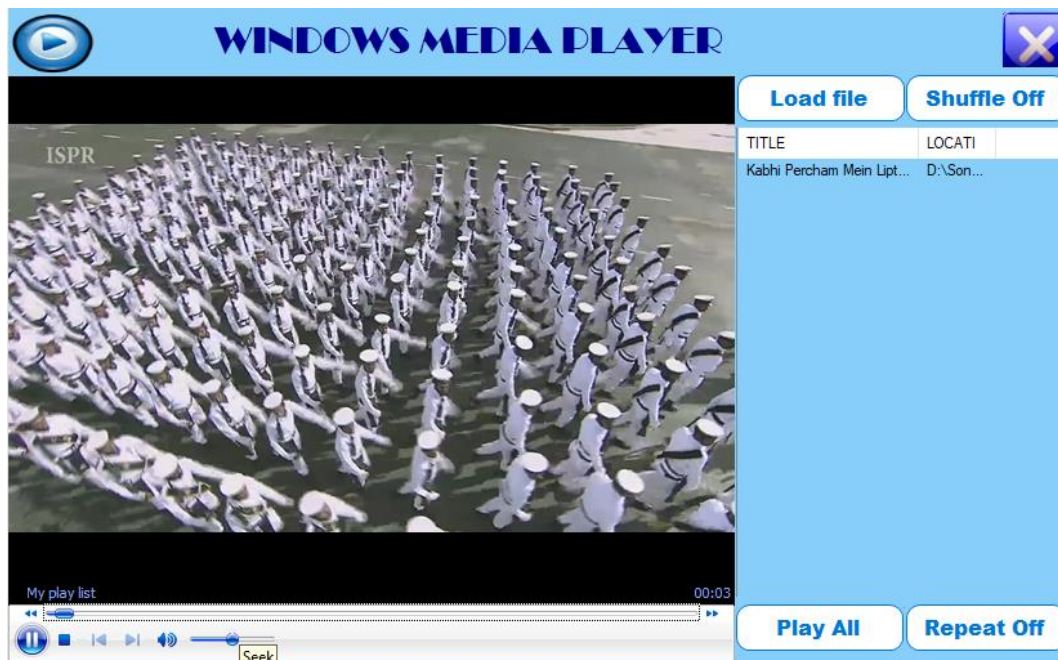 WINDOWS MEDIA PLAYER
Load file
Shuffle Off
ISPR
TITLE
LOCATI
Kabhi Percham Mein Lipt...
D:\Son...
My play list
00:03
Seek
Play All
Repeat Off